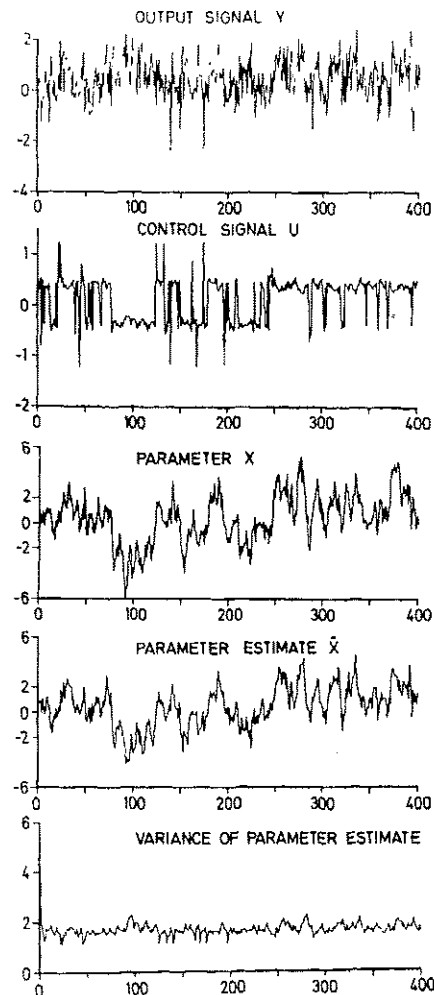 OUTPUT SIGNAL Y
2
0
-2
-4
0 100 200 300 400
CONTROL SIGNAL U
1
0
-1
-2
0 100 200 300 400
PARAMETER X
6
2
0
-2
-6
0 100 200 300 400
PARAMETER ESTIMATE X̂
6
2
0
-2
-6
0 100 200 300 400
VARIANCE OF PARAMETER ESTIMATE
6
4
2
0
0 100 200 300 400